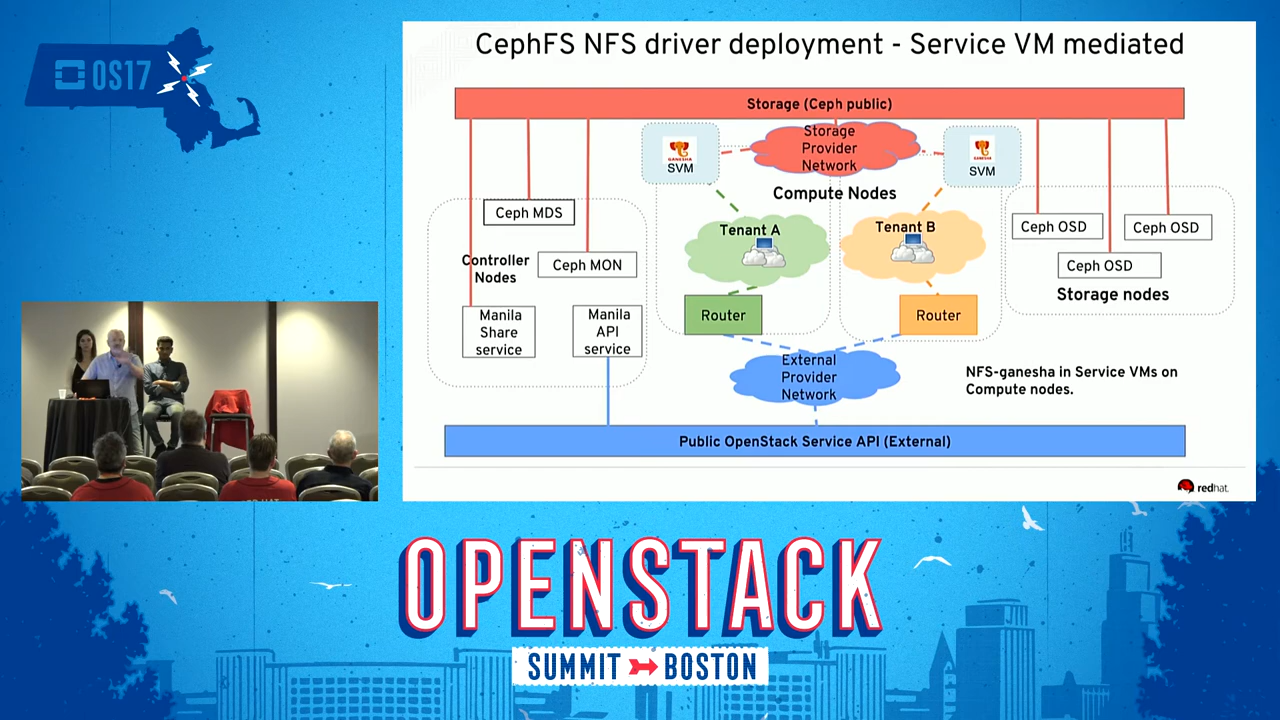 OS17
CephFS NFS driver deployment - Service VM mediated
Storage (Ceph public)
GANESHA
SVM
Storage
Provider
Network
GANESHA
SVM
Compute Nodes
Ceph MDS
Controller
Nodes
Ceph MON
Manila
Share
service
Manila
API
service
Tenant A
Tenant B
Router
Router
Ceph OSD
Ceph OSD
Ceph OSD
Storage nodes
External
Provider
Network
NFS-ganesha in Service VMs on
Compute nodes.
Public OpenStack Service API (External)
redhat.
OPENSTACK
SUMMIT BOSTON